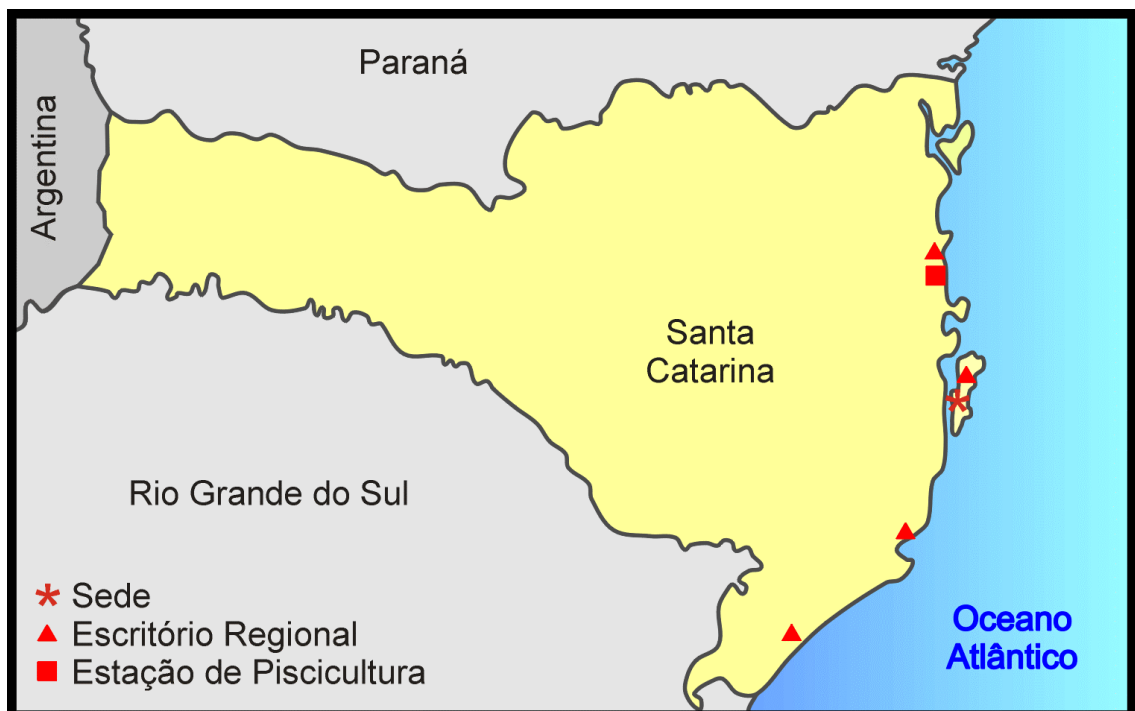 Paraná
Argentina
Santa
Catarina
Rio Grande do Sul
Sede
Escritório Regional
Estação de Piscicultura
Oceano
Atlântico